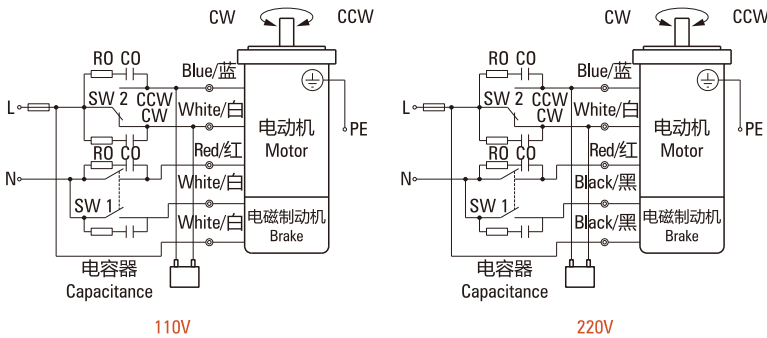 CW CCW
RO CO
Blue/蓝
L
SW 2 CCW
CW
White/白
电动机
Motor
PE
RO CO
Red/红
N
White/白
SW 1
White/白
电磁制动机
Brake
电容器
Capacitance
110V
CW CCW
RO CO
Blue/蓝
L
SW 2 CCW
CW
White/白
电动机
Motor
PE
RO CO
Red/红
N
Black/黑
SW 1
Black/黑
电磁制动机
Brake
电容器
Capacitance
220V